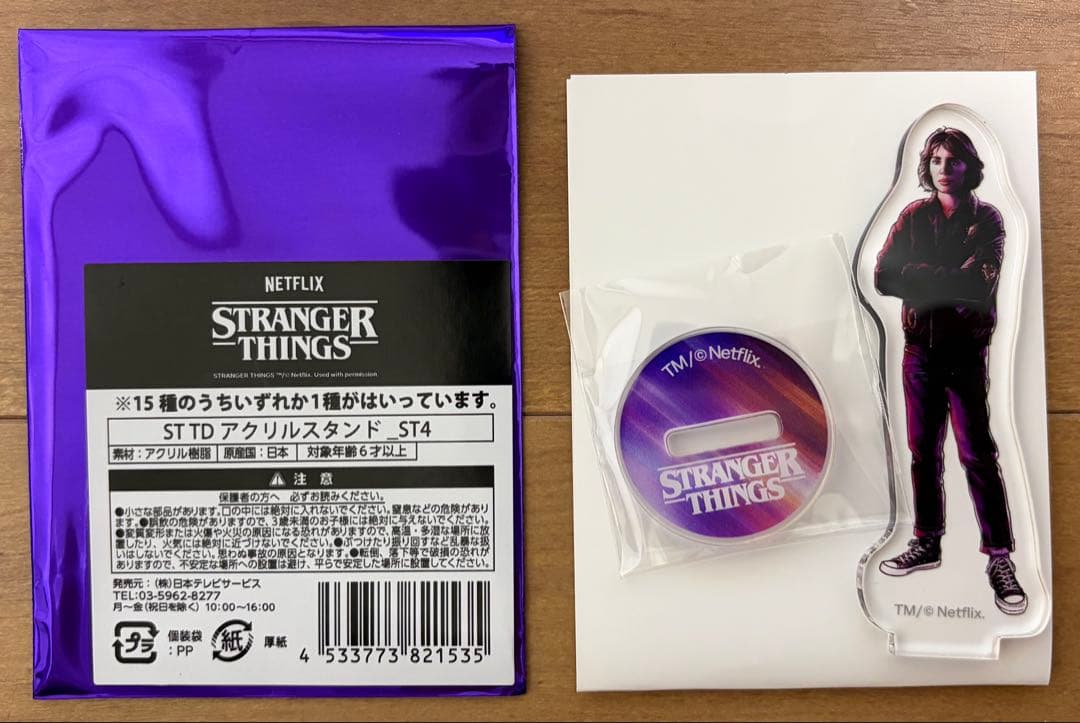 NETFLIX
STRANGER
THINGS
STRANGER THINGS ™/© Netflix. Used with permission.
※15種のうちいずれか1種がはいっています。
ST TD アクリルスタンド_ST4
素材：アクリル樹脂 原産国：日本 対象年齢6才以上
⚠ 注 意
保護者の方へ 必ずお読みください。
●小さな部品があります。口の中には絶対に入れないでください。窒息などの危険があります。
●誤飲の危険がありますので、3歳未満のお子様には絶対に与えないでください。
●変質変形または火傷や火災の原因になる恐れがありますので、高温・多湿な場所に放
置したり、火気には絶対に近づけないでください。●ぶつけたり振り回すなど乱暴な扱
いはしないでください。思わぬ事故の原因となります。●転倒、落下等で破損の恐れが
ありますので、不安定な場所への設置は避け、平らで安定した場所に設置してください。
発売元：（株）日本テレビサービス
TEL:03-5962-8277
月～金（祝日を除く）10:00～16:00
プラ 個装袋：PP 紙 厚紙
4 533773 821535
TM/© Netflix.
STRANGER
THINGS
TM/© Netflix.